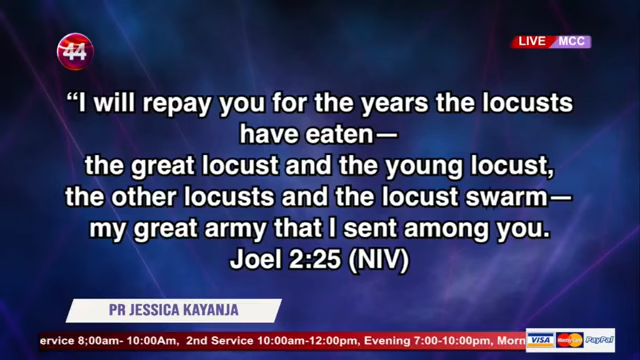 44
LIVE MCC
“I will repay you for the years the locusts
have eaten—
the great locust and the young locust,
the other locusts and the locust swarm—
my great army that I sent among you.
Joel 2:25 (NIV)
PR JESSICA KAYANJA
ervice 8;00am- 10:00Am, 2nd Service 10:00am-12:00pm, Evening 7:00-10:00pm, Morn
VISA MasterCard PayPal